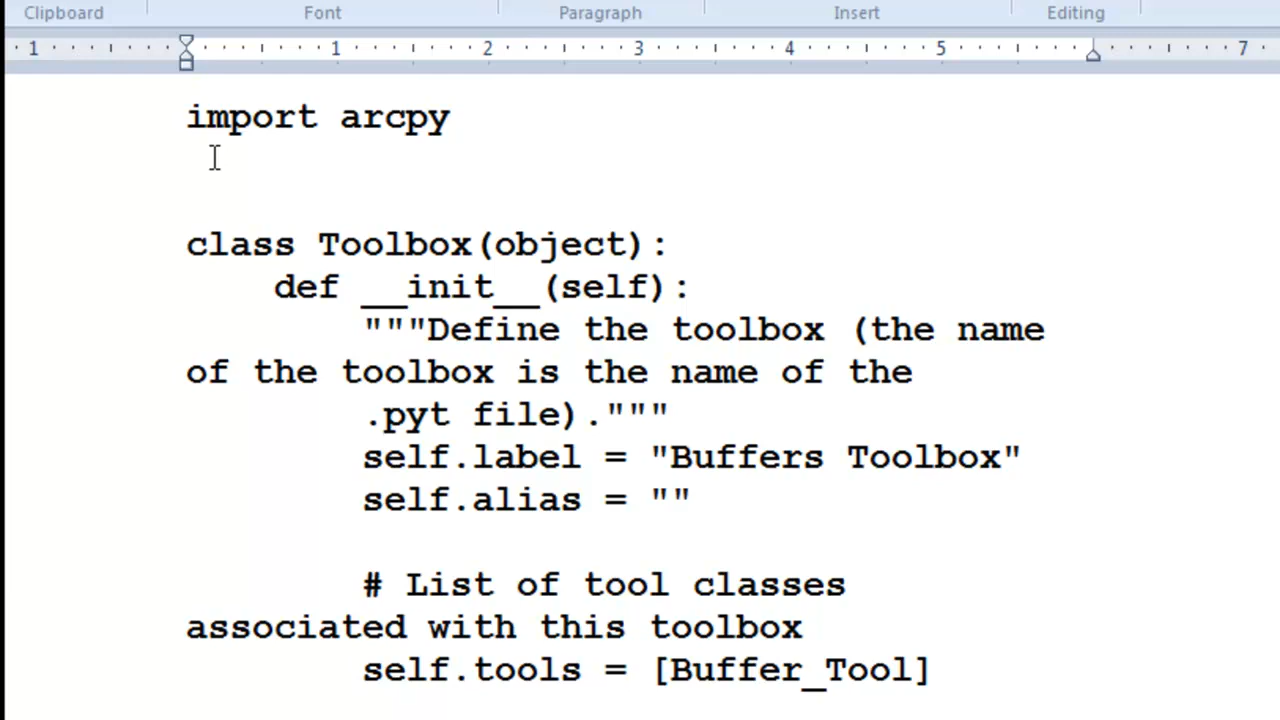 Clipboard Font Paragraph Insert Editing
1 1 2 3 4 5 7
import arcpy
class Toolbox(object):
def __init__(self):
"""Define the toolbox (the name
of the toolbox is the name of the
.pyt file)."""
self.label = "Buffers Toolbox"
self.alias = ""
# List of tool classes
associated with this toolbox
self.tools = [Buffer_Tool]